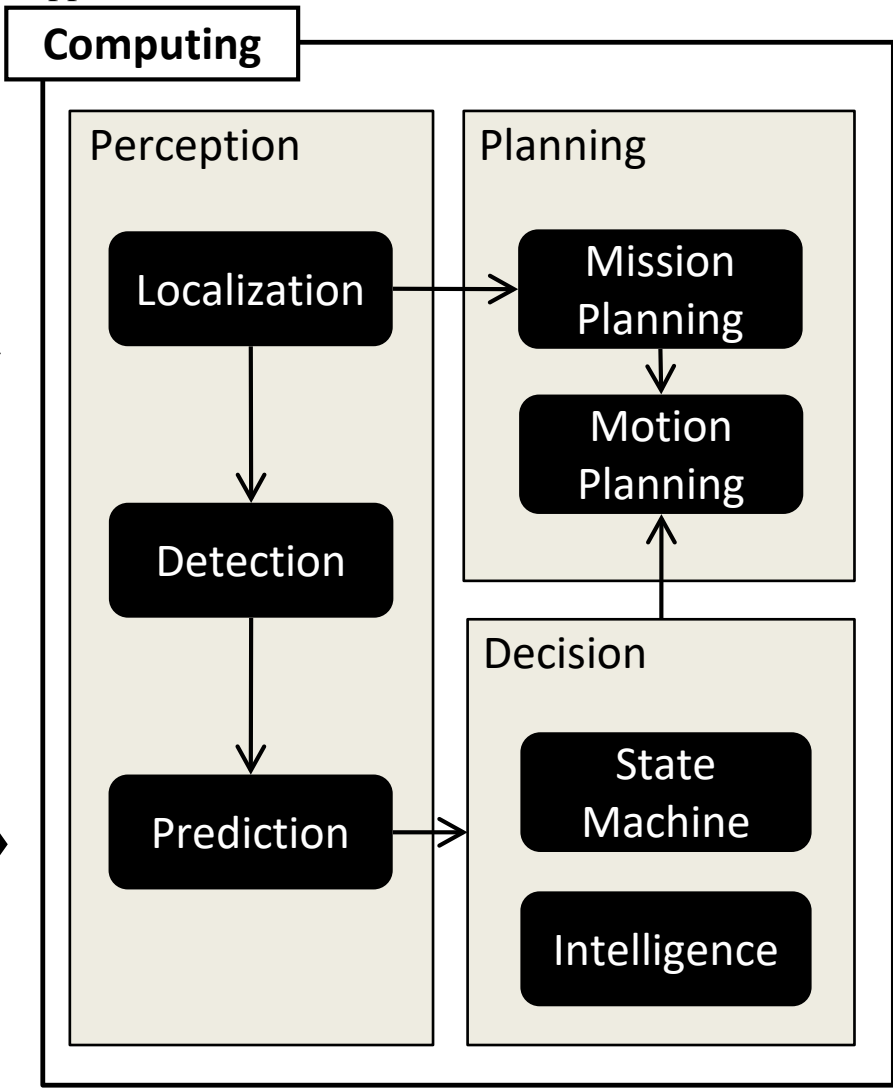 Computing
Perception
Localization
Detection
Prediction
Planning
Mission
Planning
Motion
Planning
Decision
State
Machine
Intelligence